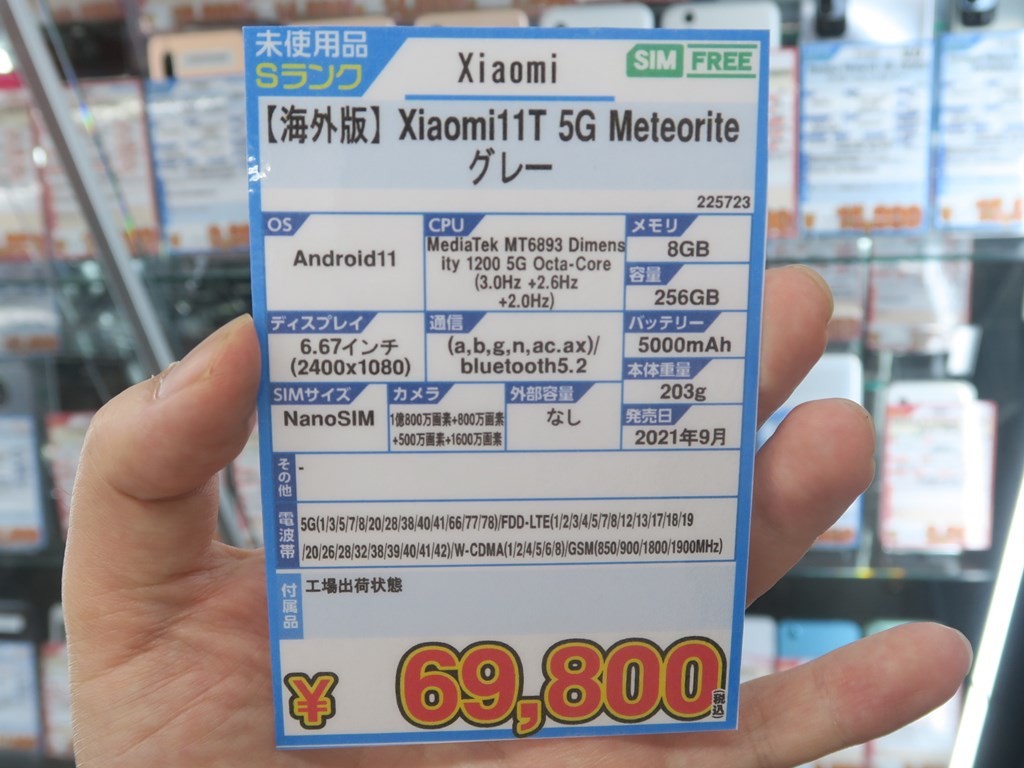 未使用品
Sランク
Xiaomi
SIM FREE
【海外版】 Xiaomi11T 5G Meteorite
グレー
225723
OS
Android11
CPU
MediaTek MT6893 Dimens
ity 1200 5G Octa-Core
(3.0Hz +2.6Hz
+2.0Hz)
メモリ
8GB
容量
256GB
ディスプレイ
6.67インチ
(2400x1080)
通信
(a,b,g,n,ac.ax)/
bluetooth5.2
バッテリー
5000mAh
本体重量
203g
SIMサイズ
NanoSIM
カメラ
1億800万画素+800万画素
+500万画素+1600万画素
外部容量
なし
発売日
2021年9月
その他
-
電波帯
5G(1/3/5/7/8/20/28/38/40/41/66/77/78)/FDD-LTE(1/2/3/4/5/7/8/12/13/17/18/19
/20/26/28/32/38/39/40/41/42)/W-CDMA(1/2/4/5/6/8)/GSM(850/900/1800/1900MHz)
付属品
工場出荷状態
¥ 69,800 (税込)